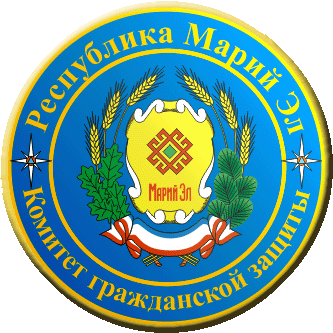 Республика Марий Эл
Марий Эл
Комитет гражданской защиты